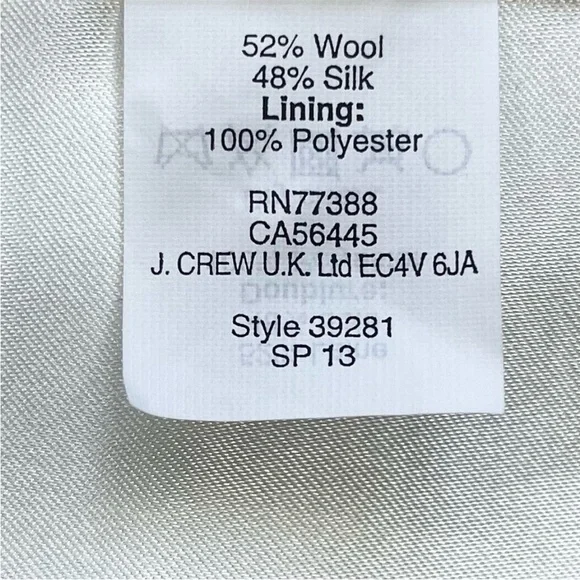 52% Wool
48% Silk
Lining:
100% Polyester
RN77388
CA56445
J. CREW U.K. Ltd EC4V 6JA
Style 39281
SP 13